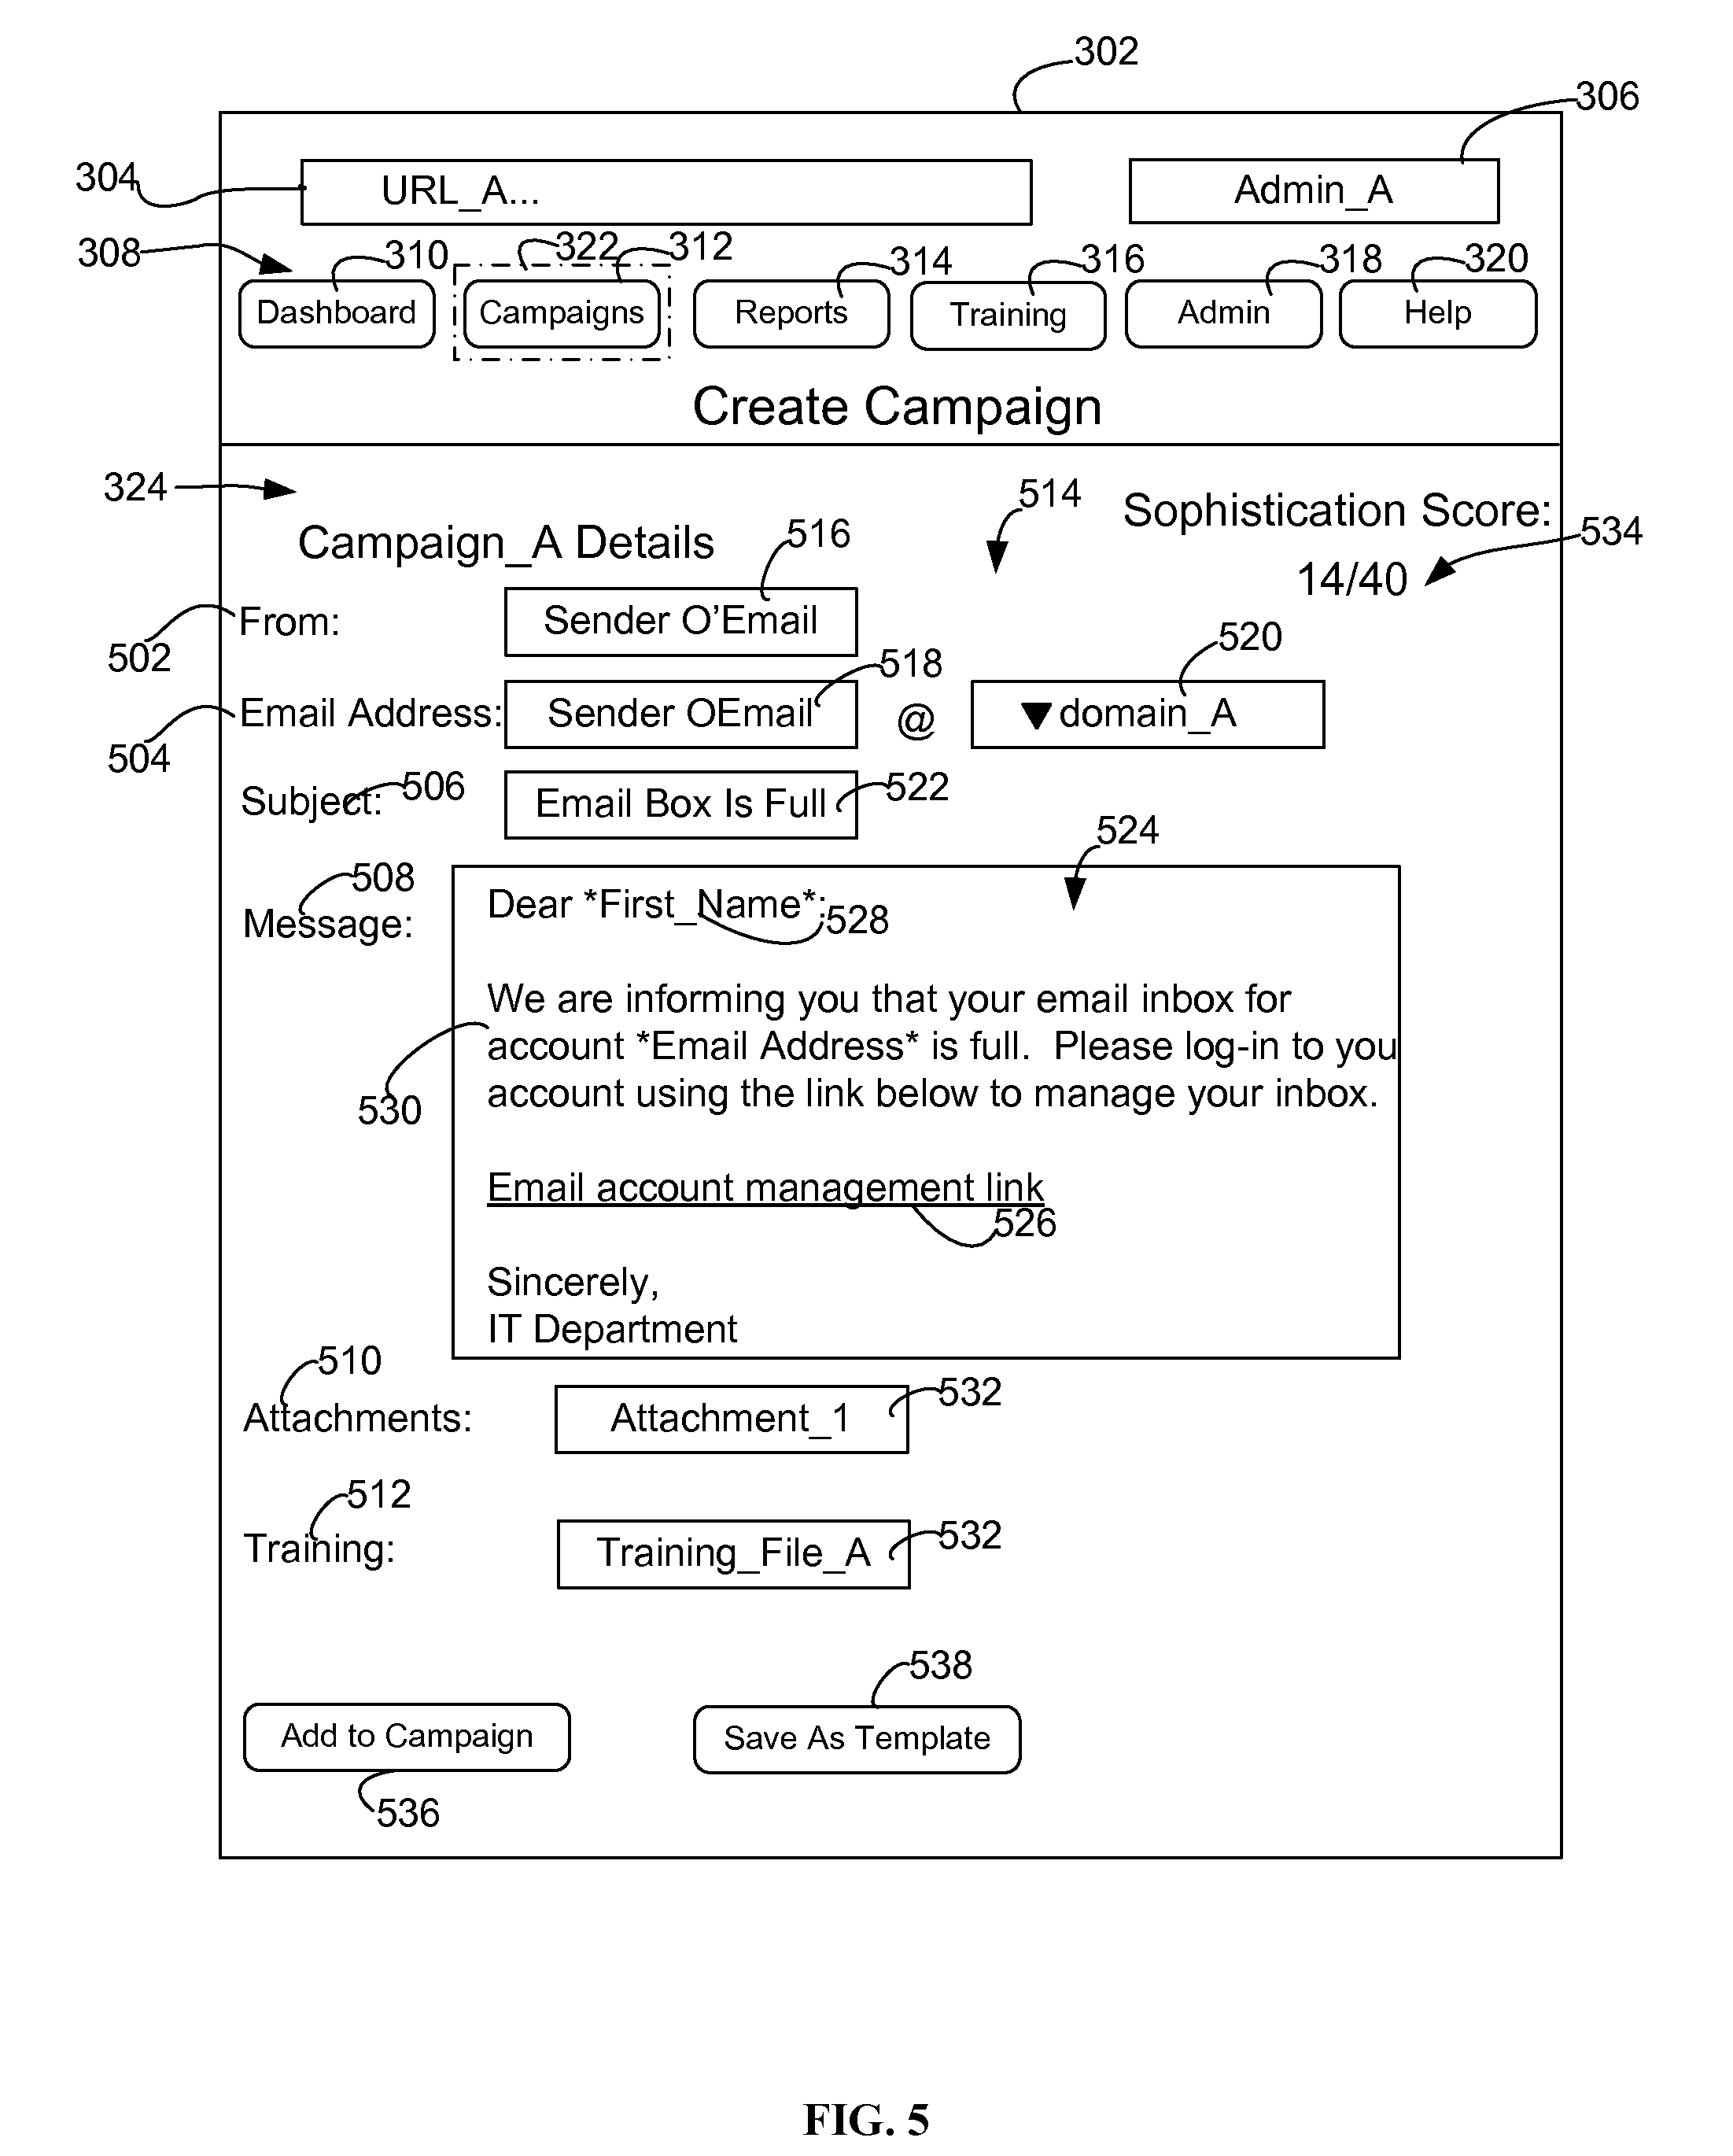 302
306
304
URL_A...
Admin_A
308
310
322
312
314
316
318
320
Dashboard
Campaigns
Reports
Training
Admin
Help
Create Campaign
324
514
Sophistication Score:
534
14/40
Campaign_A Details
516
502
From:
Sender O’Email
518
520
504
Email Address:
Sender OEmail
@
domain_A
Subject:
506
Email Box Is Full
522
524
508
Message:
Dear *First_Name*:
528
We are informing you that your email inbox for
account *Email Address* is full.  Please log-in to you
account using the link below to manage your inbox.
530
Email account management link
526
Sincerely,
IT Department
510
Attachments:
Attachment_1
532
512
Training:
Training_File_A
532
538
Add to Campaign
Save As Template
536
FIG. 5